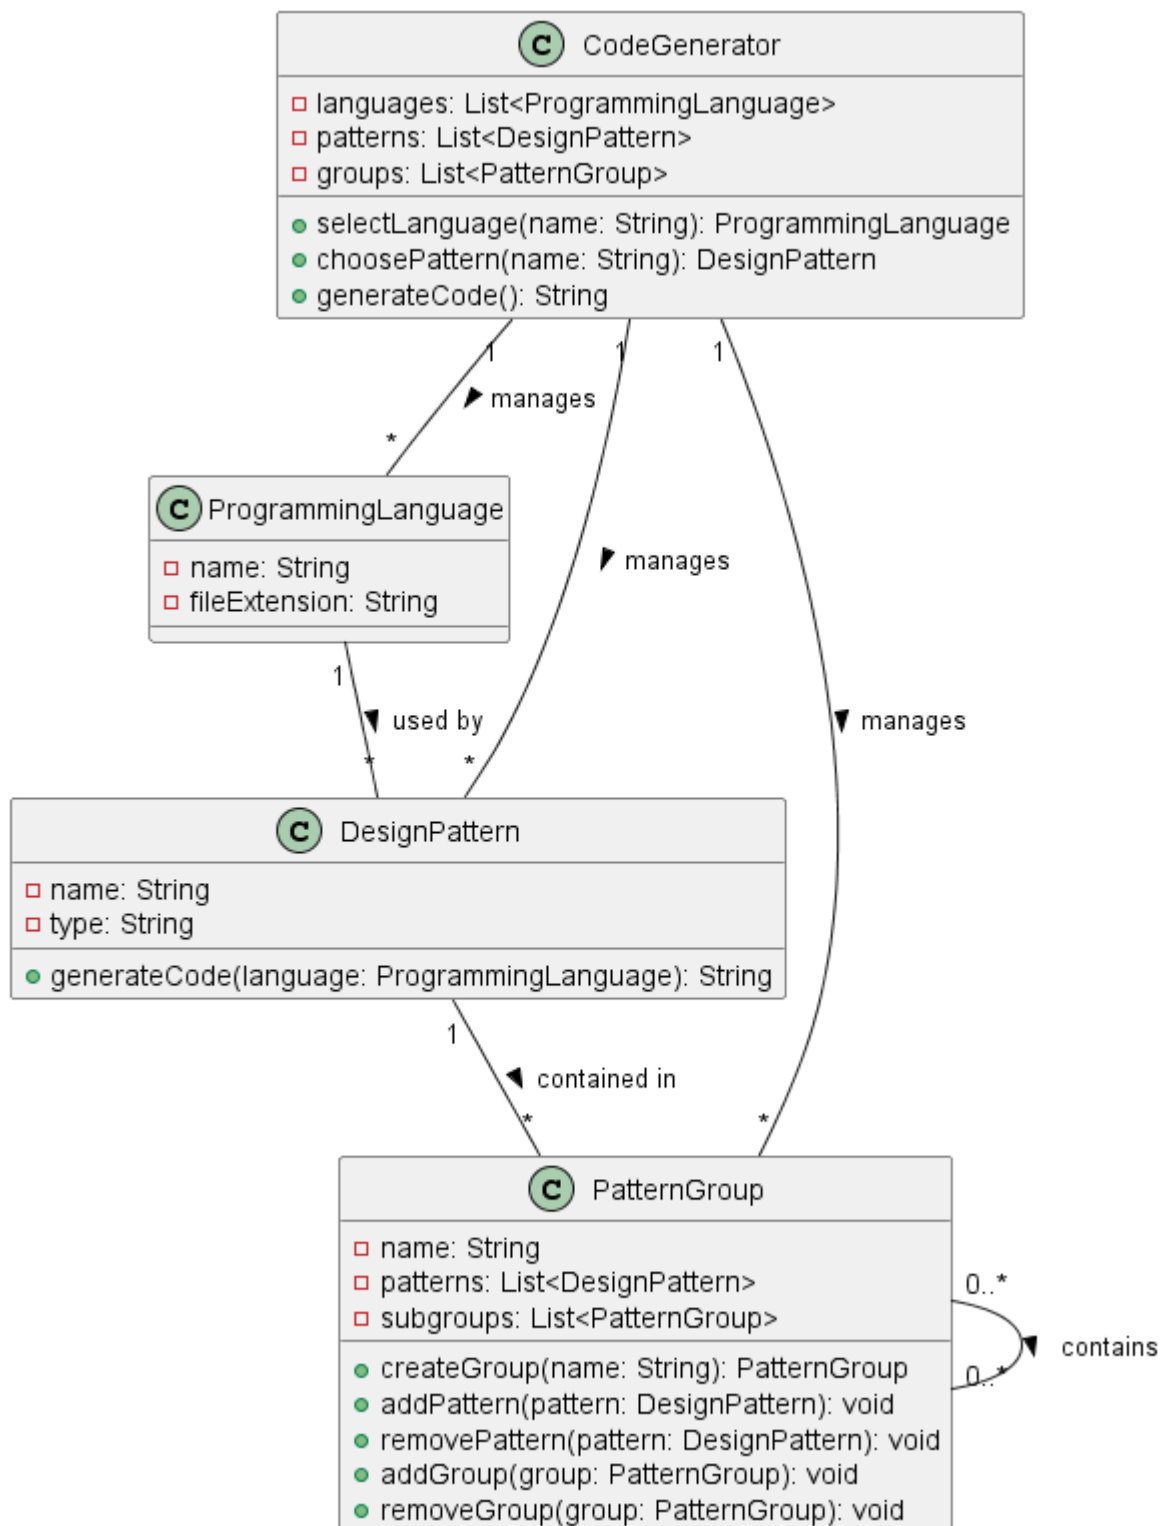 C CodeGenerator
languages: List<ProgrammingLanguage>
patterns: List<DesignPattern>
groups: List<PatternGroup>
selectLanguage(name: String): ProgrammingLanguage
choosePattern(name: String): DesignPattern
generateCode(): String
1
1
1
manages
*
C ProgrammingLanguage
name: String
fileExtension: String
manages
1
used by
manages
*
*
C DesignPattern
name: String
type: String
generateCode(language: ProgrammingLanguage): String
1
contained in
*
*
C PatternGroup
name: String
patterns: List<DesignPattern>
subgroups: List<PatternGroup>
0..*
contains
0..*
createGroup(name: String): PatternGroup
addPattern(pattern: DesignPattern): void
removePattern(pattern: DesignPattern): void
addGroup(group: PatternGroup): void
removeGroup(group: PatternGroup): void